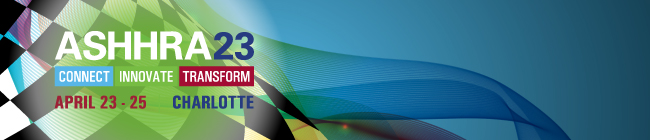 ASHHRA23
CONNECT INNOVATE TRANSFORM
APRIL 23 - 25 CHARLOTTE